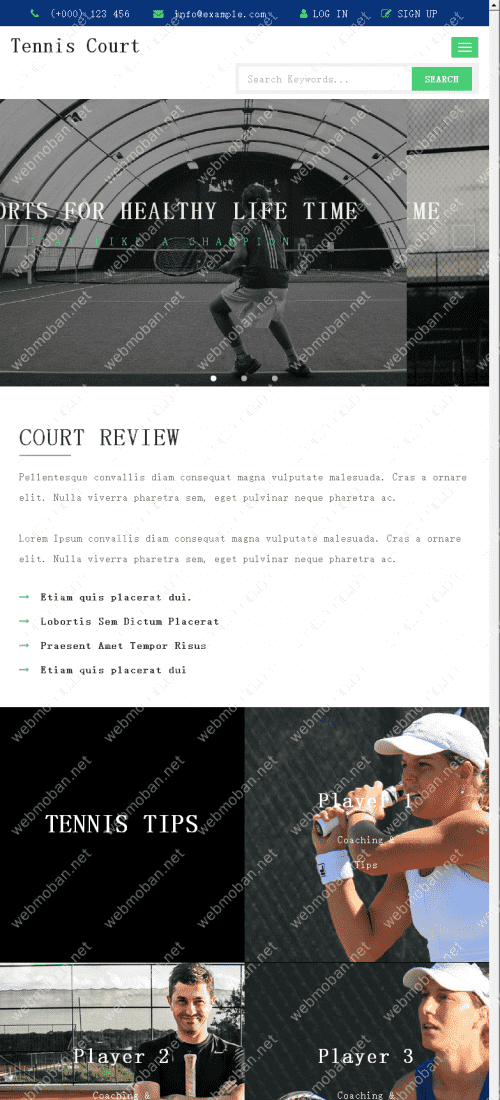 (+000) 123 456 info@example.com LOG IN SIGN UP
Tennis Court
Search Keywords... SEARCH
ORTS FOR HEALTHY LIFE TIME ME
PLAY LIKE A CHAMPION
COURT REVIEW
Pellentesque convallis diam consequat magna vulputate malesuada. Cras a ornare
elit. Nulla viverra pharetra sem, eget pulvinar neque pharetra ac.
Lorem Ipsum convallis diam consequat magna vulputate malesuada. Cras a ornare
elit. Nulla viverra pharetra sem, eget pulvinar neque pharetra ac.
Etiam quis placerat dui.
Lobortis Sem Dictum Placerat
Praesent Amet Tempor Risus
Etiam quis placerat dui
TENNIS TIPS
Player 1
Coaching &
Tips
Player 2
Coaching &
Player 3
Coaching &
webmoban.net